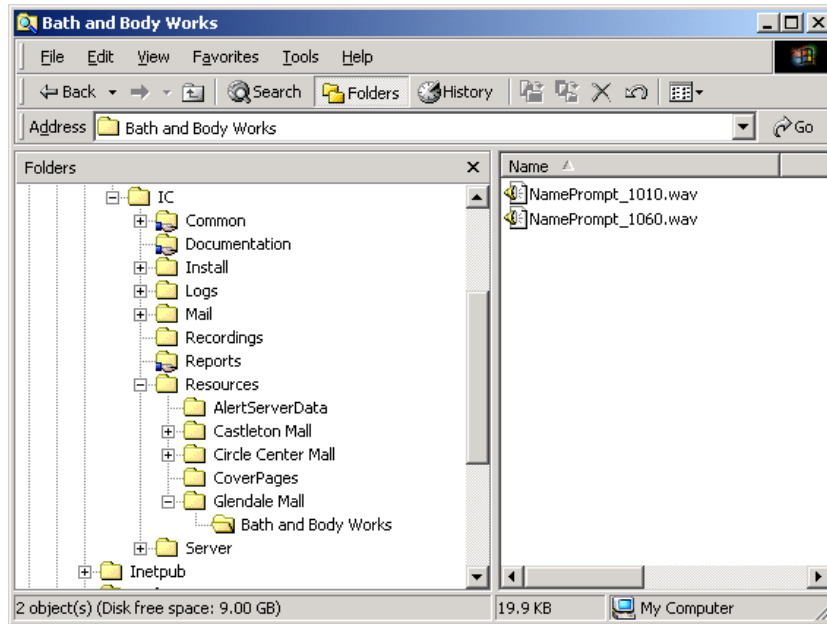 Bath and Body Works
File Edit View Favorites Tools Help
Back Search Folders History
Address Bath and Body Works Go
Folders
Name
IC
Common
Documentation
Install
Logs
Mail
Recordings
Reports
Resources
AlertServerData
Castleton Mall
Circle Center Mall
CoverPages
Glendale Mall
Bath and Body Works
Server
Inetpub
NamePrompt_1010.wav
NamePrompt_1060.wav
2 object(s) (Disk free space: 9.00 GB) 19.9 KB My Computer